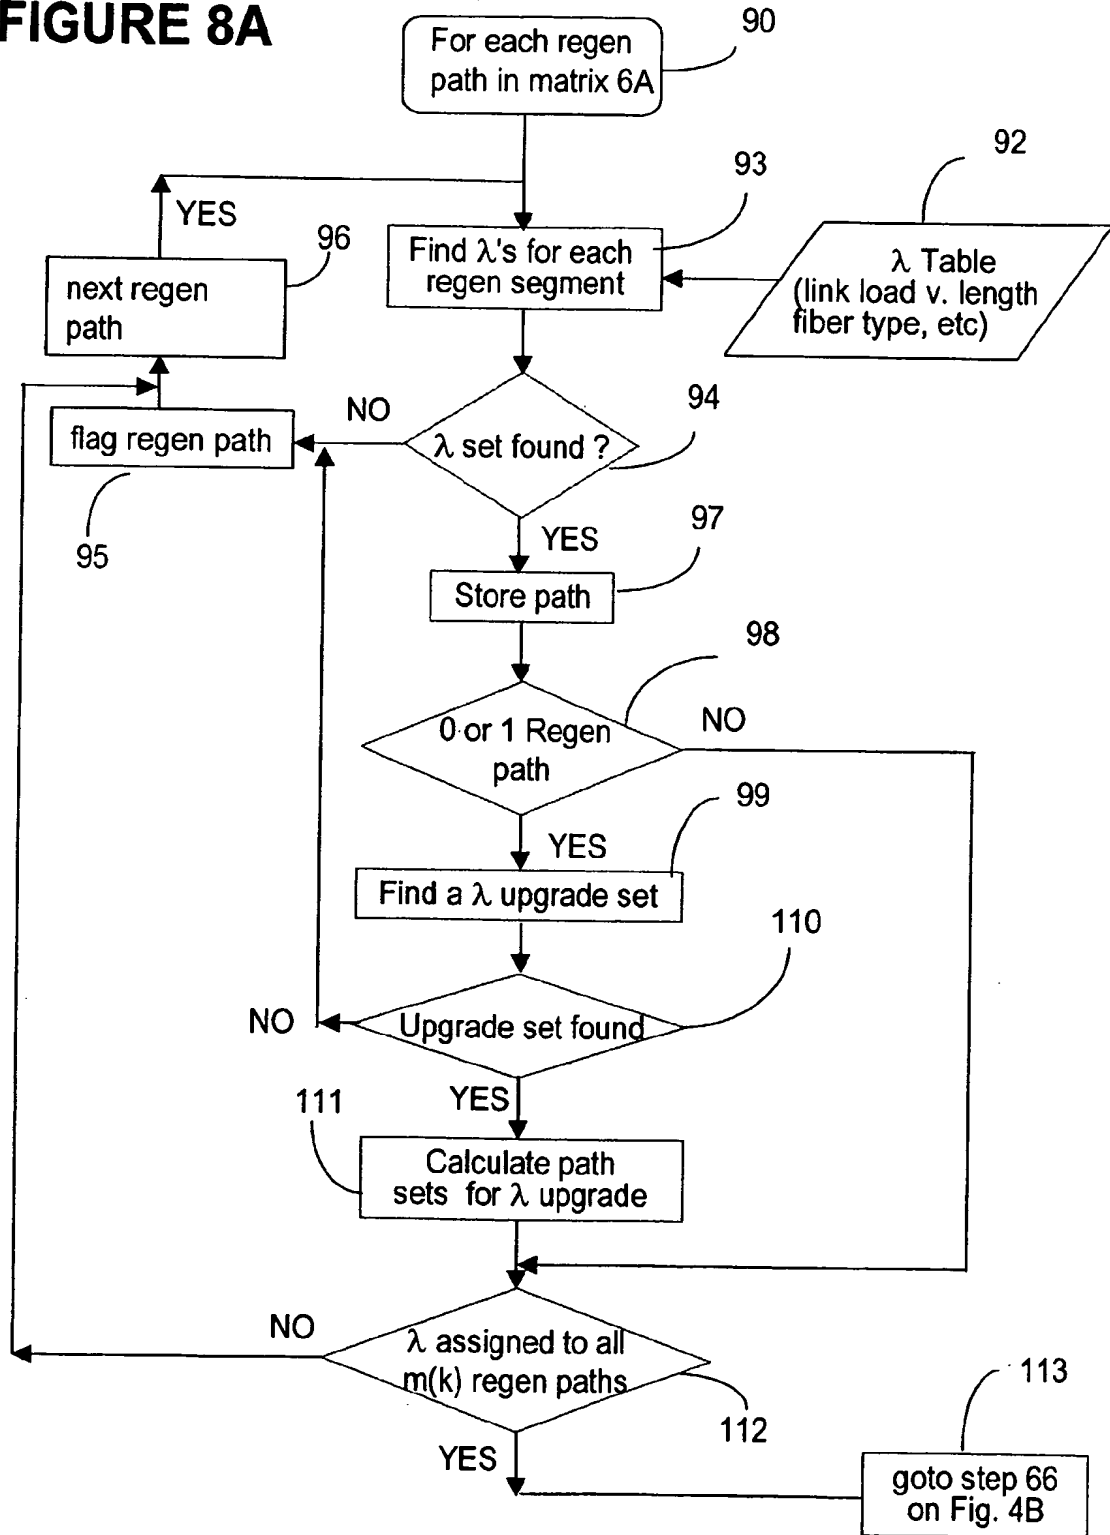 FIGURE 8A
For each regen
path in matrix 6A
90
93
92
YES
96
Find λ's for each
regen segment
λ Table
(link load v. length
fiber type, etc)
next regen
path
NO
94
flag regen path
λ set found ?
95
97
YES
Store path
98
0 or 1 Regen
path
NO
99
YES
Find a λ upgrade set
110
NO
Upgrade set found
YES
111
Calculate path
sets for λ upgrade
NO
λ assigned to all
m(k) regen paths
113
112
YES
goto step 66
on Fig. 4B